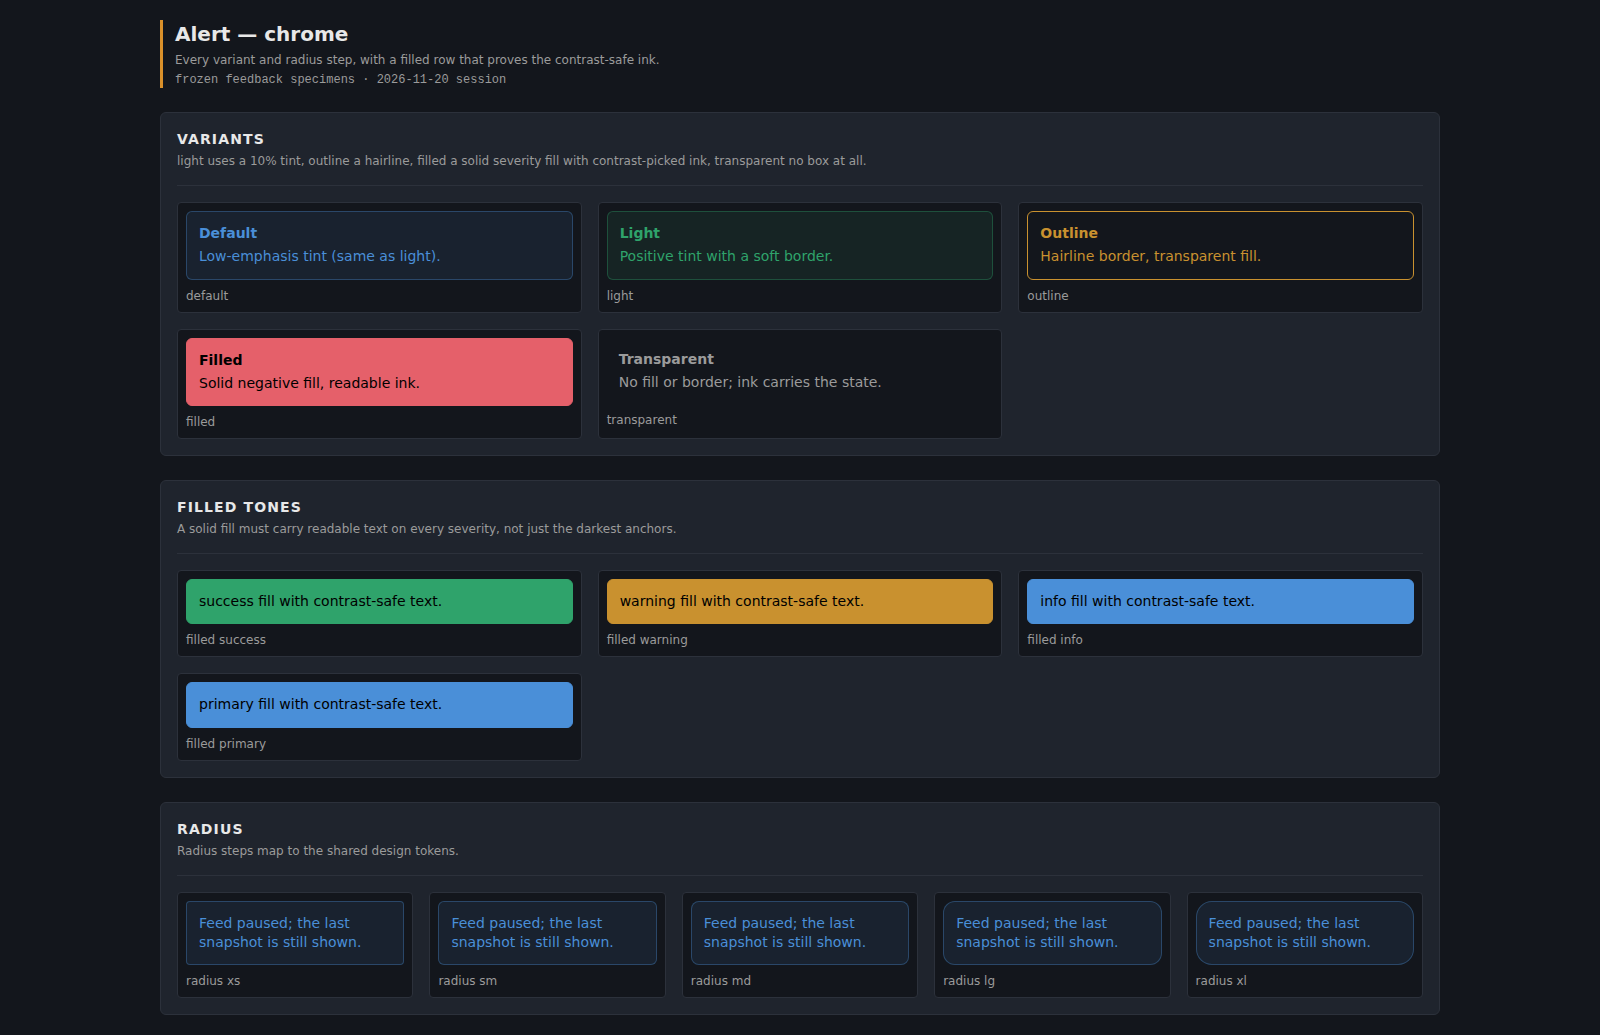 Alert — chrome
Every variant and radius step, with a filled row that proves the contrast-safe ink.
frozen feedback specimens · 2026-11-20 session
VARIANTS
light uses a 10% tint, outline a hairline, filled a solid severity fill with contrast-picked ink, transparent no box at all.
Default
Low-emphasis tint (same as light).
default
Light
Positive tint with a soft border.
light
Outline
Hairline border, transparent fill.
outline
Filled
Solid negative fill, readable ink.
filled
Transparent
No fill or border; ink carries the state.
transparent
FILLED TONES
A solid fill must carry readable text on every severity, not just the darkest anchors.
success fill with contrast-safe text.
filled success
warning fill with contrast-safe text.
filled warning
info fill with contrast-safe text.
filled info
primary fill with contrast-safe text.
filled primary
RADIUS
Radius steps map to the shared design tokens.
Feed paused; the last
snapshot is still shown.
radius xs
Feed paused; the last
snapshot is still shown.
radius sm
Feed paused; the last
snapshot is still shown.
radius md
Feed paused; the last
snapshot is still shown.
radius lg
Feed paused; the last
snapshot is still shown.
radius xl